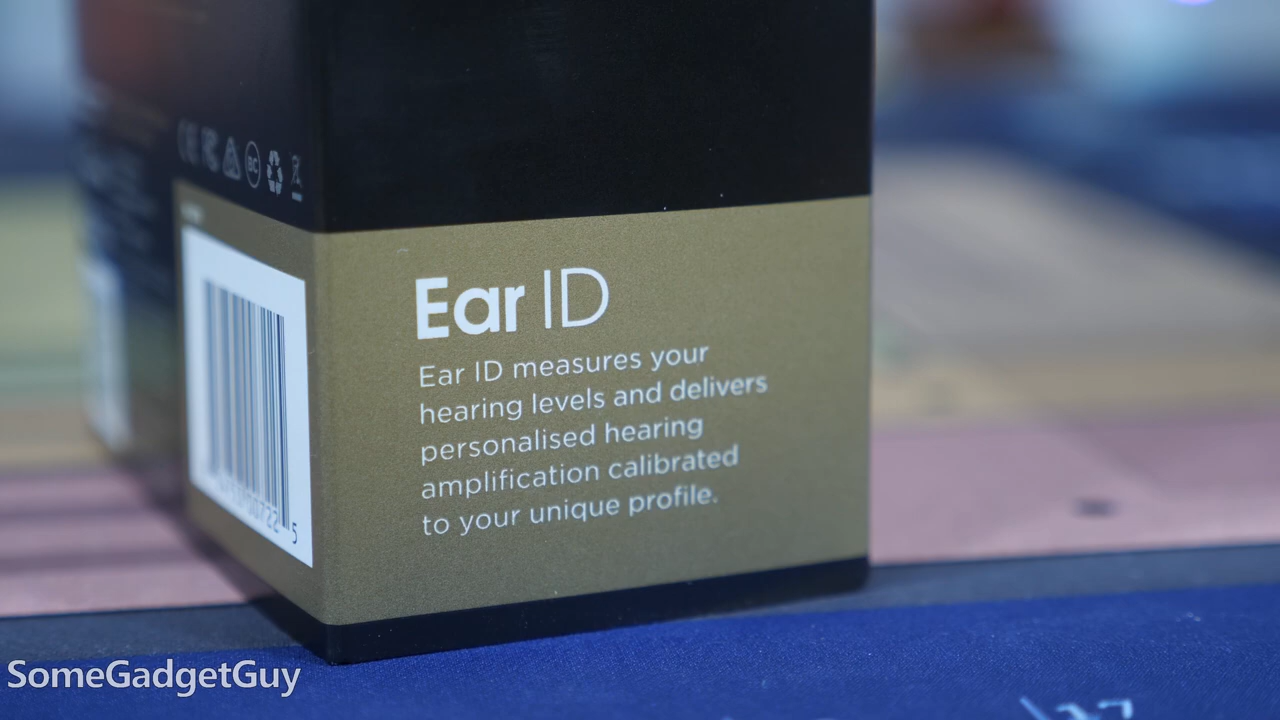 Ear ID
Ear ID measures your
hearing levels and delivers
personalised hearing
amplification calibrated
to your unique profile.
SomeGadgetGuy